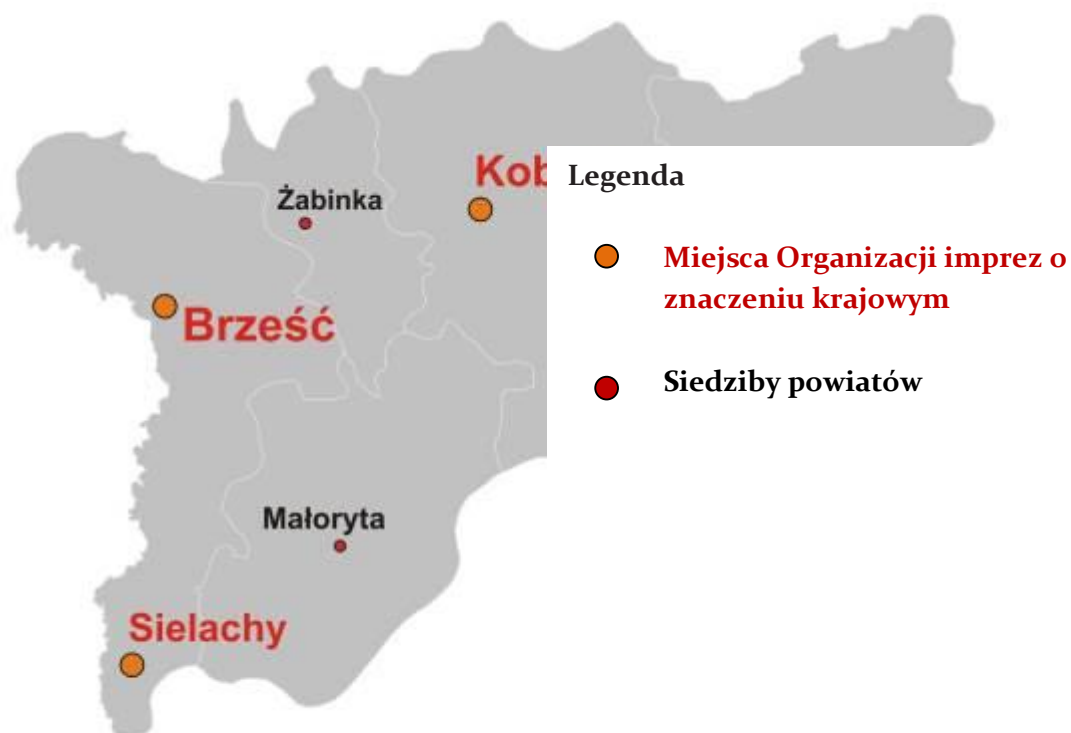 Kob
Legenda
Żabinka
Miejsca Organizacji imprez o
znaczeniu krajowym
Brześć
Siedziby powiatów
Małoryta
Sielachy